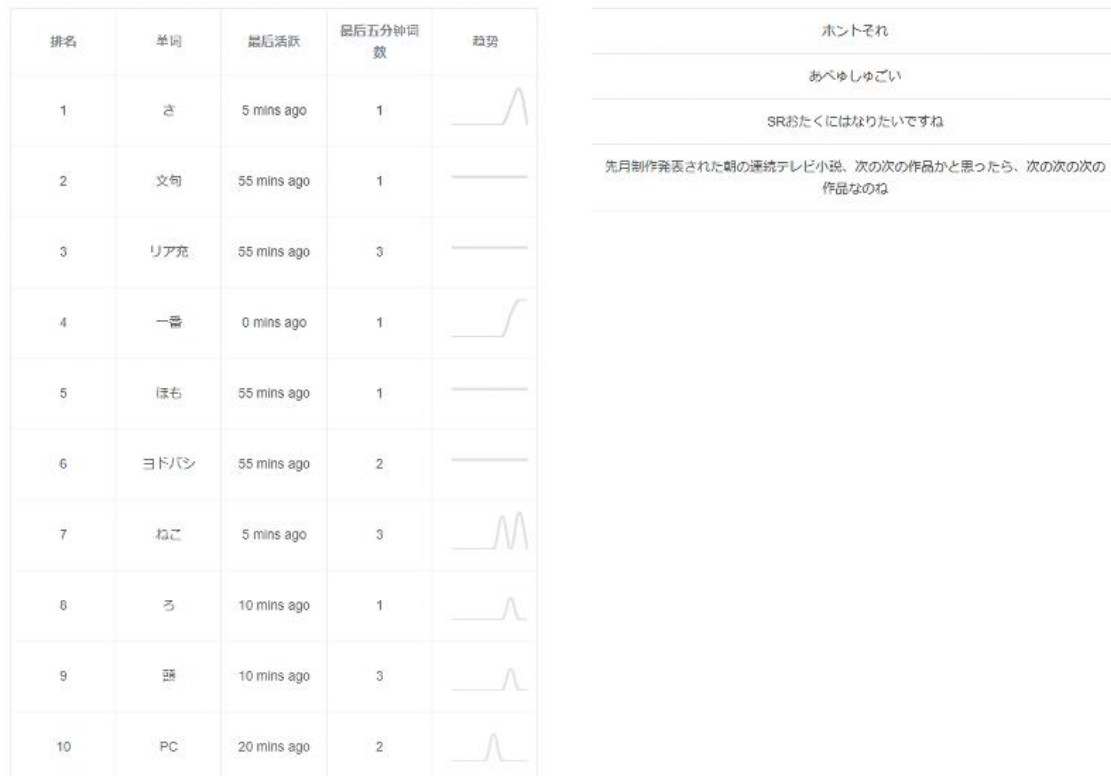 排名 单词 最后活跃 最后五分钟词数 趋势
1 さ 5 mins ago 1
2 文句 55 mins ago 1
3 リア充 55 mins ago 3
4 一番 0 mins ago 1
5 ほも 55 mins ago 1
6 ヨドバシ 55 mins ago 2
7 ねこ 5 mins ago 3
8 ろ 10 mins ago 1
9 頭 10 mins ago 3
10 PC 20 mins ago 2
ホントそれ
あべゆしゅごい
SRおたくにはなりたいですね
先月制作発表された朝の連続テレビ小説、次の次の作品かと思ったら、次の次の次の
作品なのね